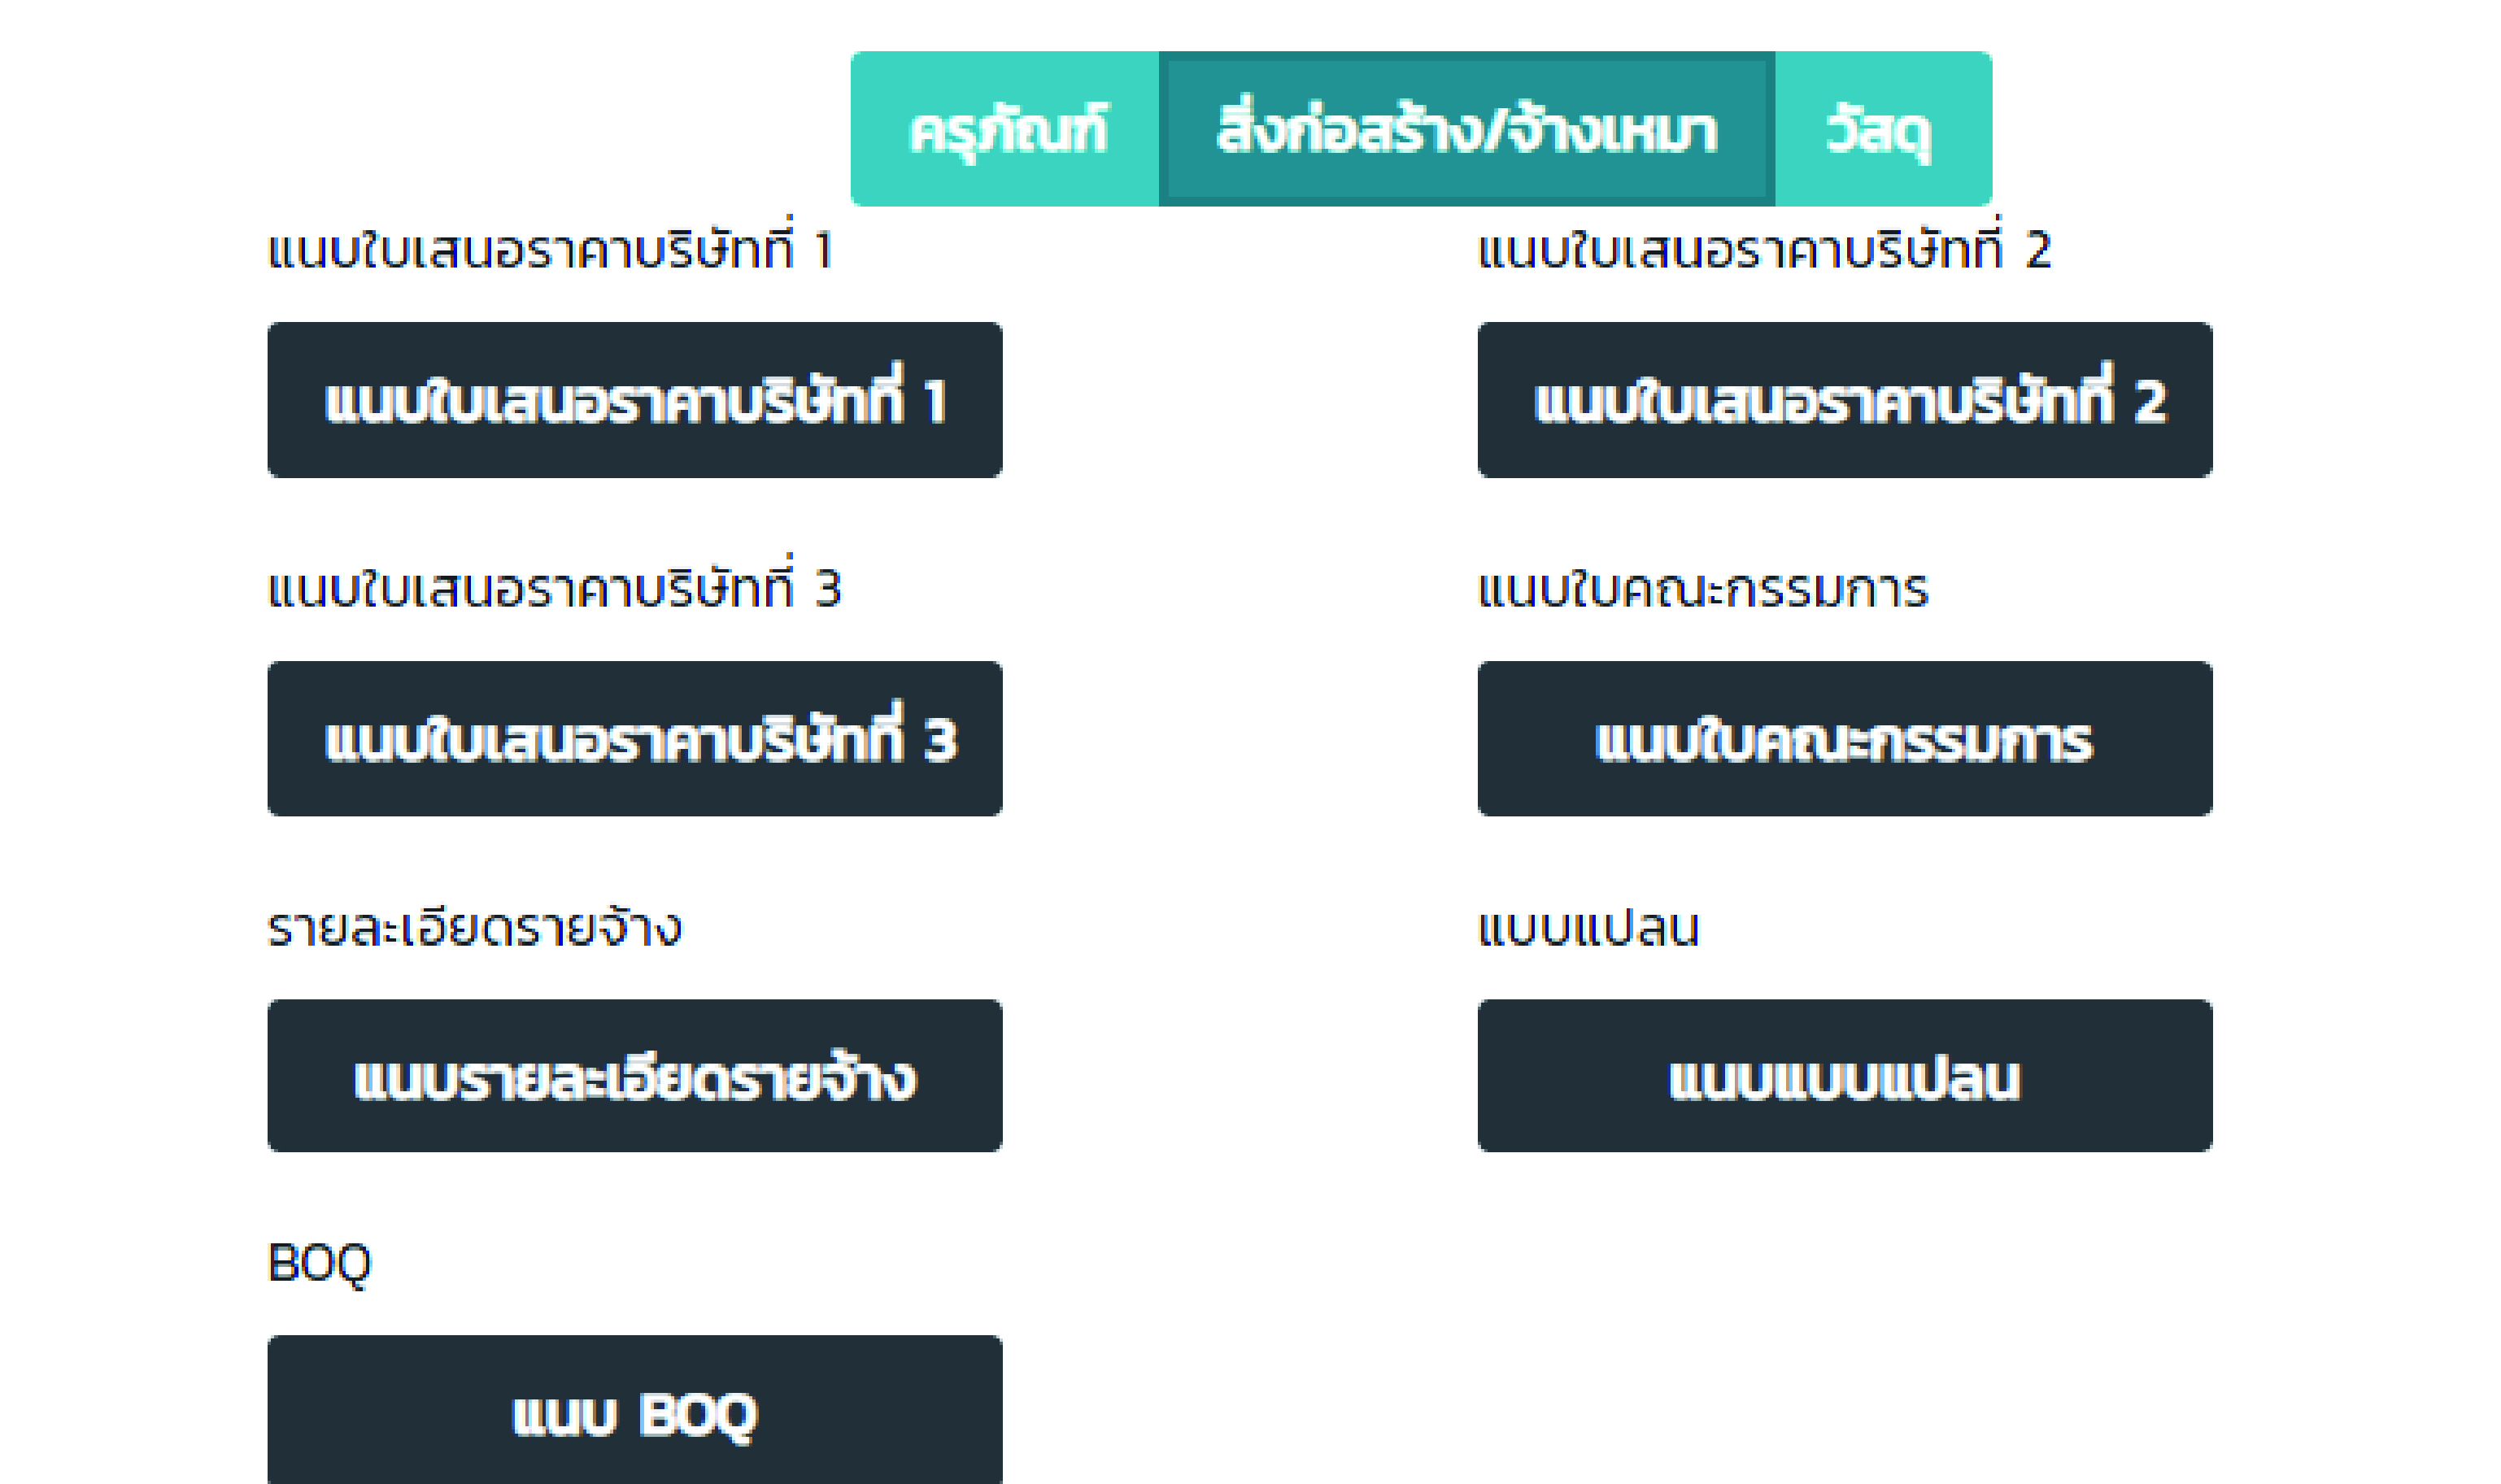 ครุภัณฑ์ สิ่งก่อสร้าง/จ้างเหมา วัสดุ
แนบใบเสนอราคาบริษัทที่ 1
แนบใบเสนอราคาบริษัทที่ 2
แนบใบเสนอราคาบริษัทที่ 1
แนบใบเสนอราคาบริษัทที่ 2
แนบใบเสนอราคาบริษัทที่ 3
แนบใบคณะกรรมการ
แนบใบเสนอราคาบริษัทที่ 3
แนบใบคณะกรรมการ
รายละเอียดรายจ้าง
แบบแปลน
แนบรายละเอียดรายจ้าง
แนบแบบแปลน
BOQ
แนบ BOQ